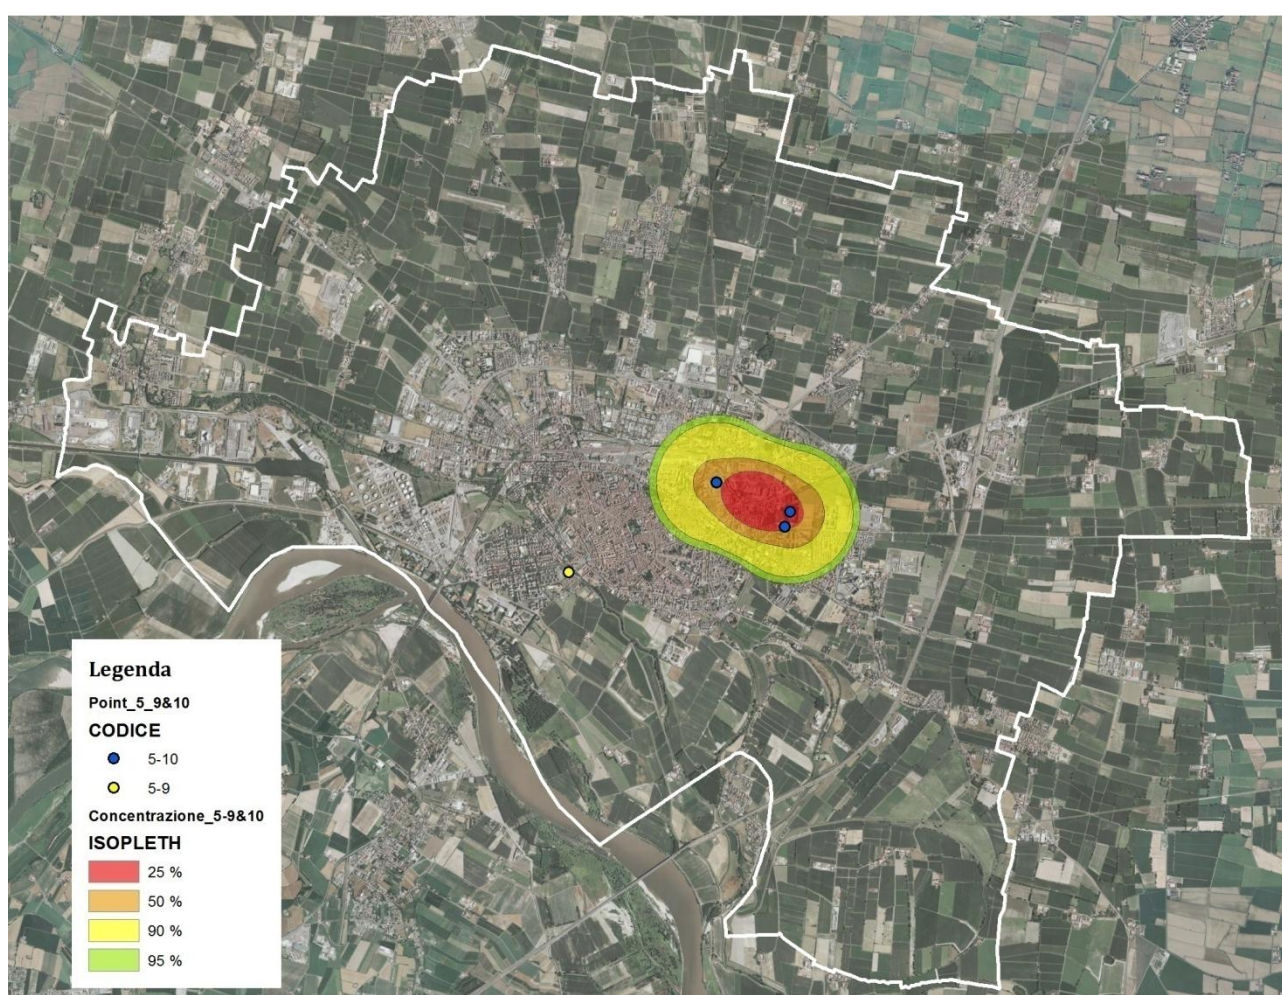 Legenda
Point_5_9&10
CODICE
5-10
5-9
Concentrazione_5-9&10
ISOPLETH
25 %
50 %
90 %
95 %